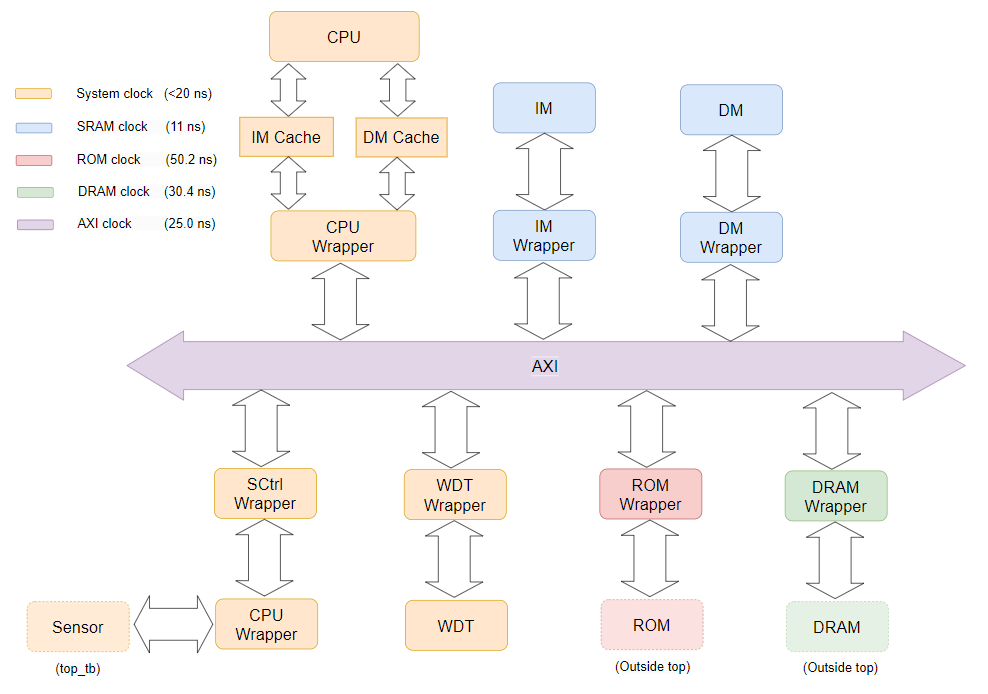 CPU
System clock (<20 ns)
SRAM clock (11 ns)
ROM clock (50.2 ns)
DRAM clock (30.4 ns)
AXI clock (25.0 ns)
IM Cache
DM Cache
IM
DM
CPU
Wrapper
IM
Wrapper
DM
Wrapper
AXI
SCtrl
Wrapper
WDT
Wrapper
ROM
Wrapper
DRAM
Wrapper
Sensor
(top_tb)
CPU
Wrapper
WDT
ROM
(Outside top)
DRAM
(Outside top)